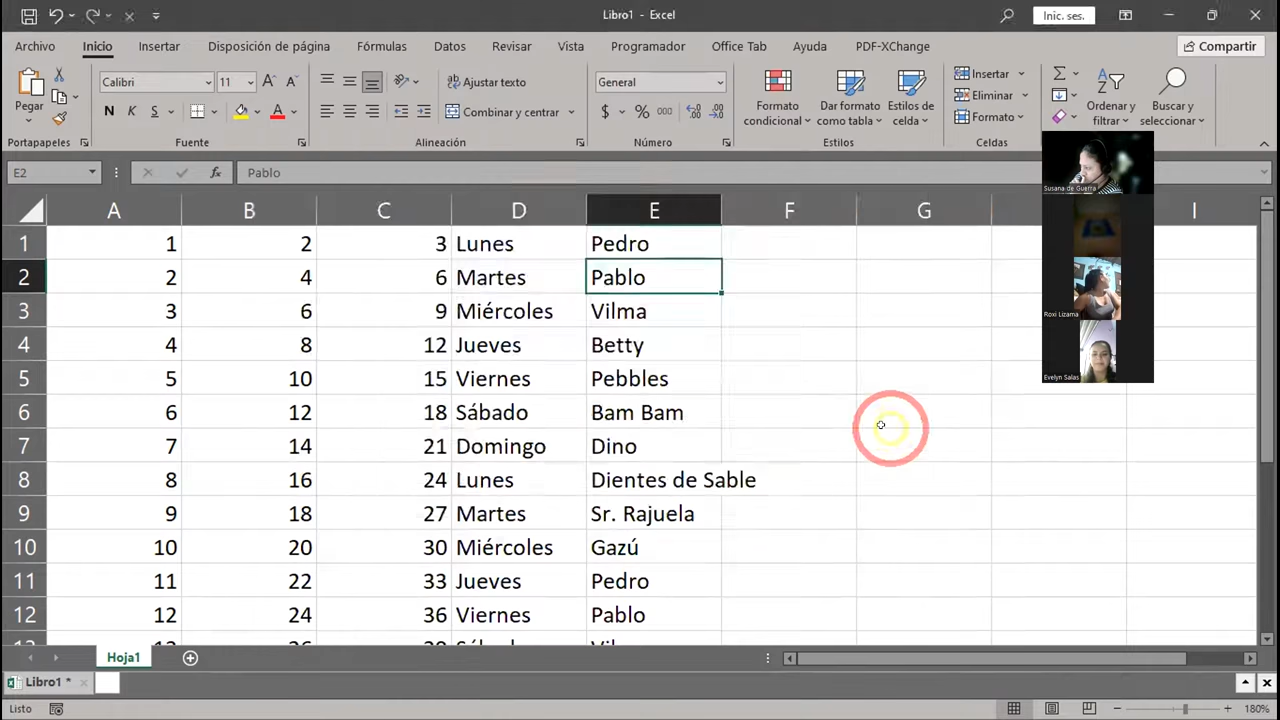 Libro1 - Excel
Inic. ses.
Archivo Inicio Insertar Disposición de página Fórmulas Datos Revisar Vista Programador Office Tab Ayuda PDF-XChange Compartir
Pegar
Calibri 11
N K S
Ajustar texto
Combinar y centrar
General
$ % 000
Formato condicional
Dar formato como tabla
Estilos de celda
Insertar
Eliminar
Formato
Ordenar y filtrar
Buscar y seleccionar
Portapapeles Fuente Alineación Número Estilos Celdas
E2 fx Pablo
Susana de Guerra
Roxi Lizama
Evelyn Salas
A B C D E F G I
1 1 2 3 Lunes Pedro
2 2 4 6 Martes Pablo
3 3 6 9 Miércoles Vilma
4 4 8 12 Jueves Betty
5 5 10 15 Viernes Pebbles
6 6 12 18 Sábado Bam Bam
7 7 14 21 Domingo Dino
8 8 16 24 Lunes Dientes de Sable
9 9 18 27 Martes Sr. Rajuela
10 10 20 30 Miércoles Gazú
11 11 22 33 Jueves Pedro
12 12 24 36 Viernes Pablo
Hoja1
Libro1 *
Listo
180%